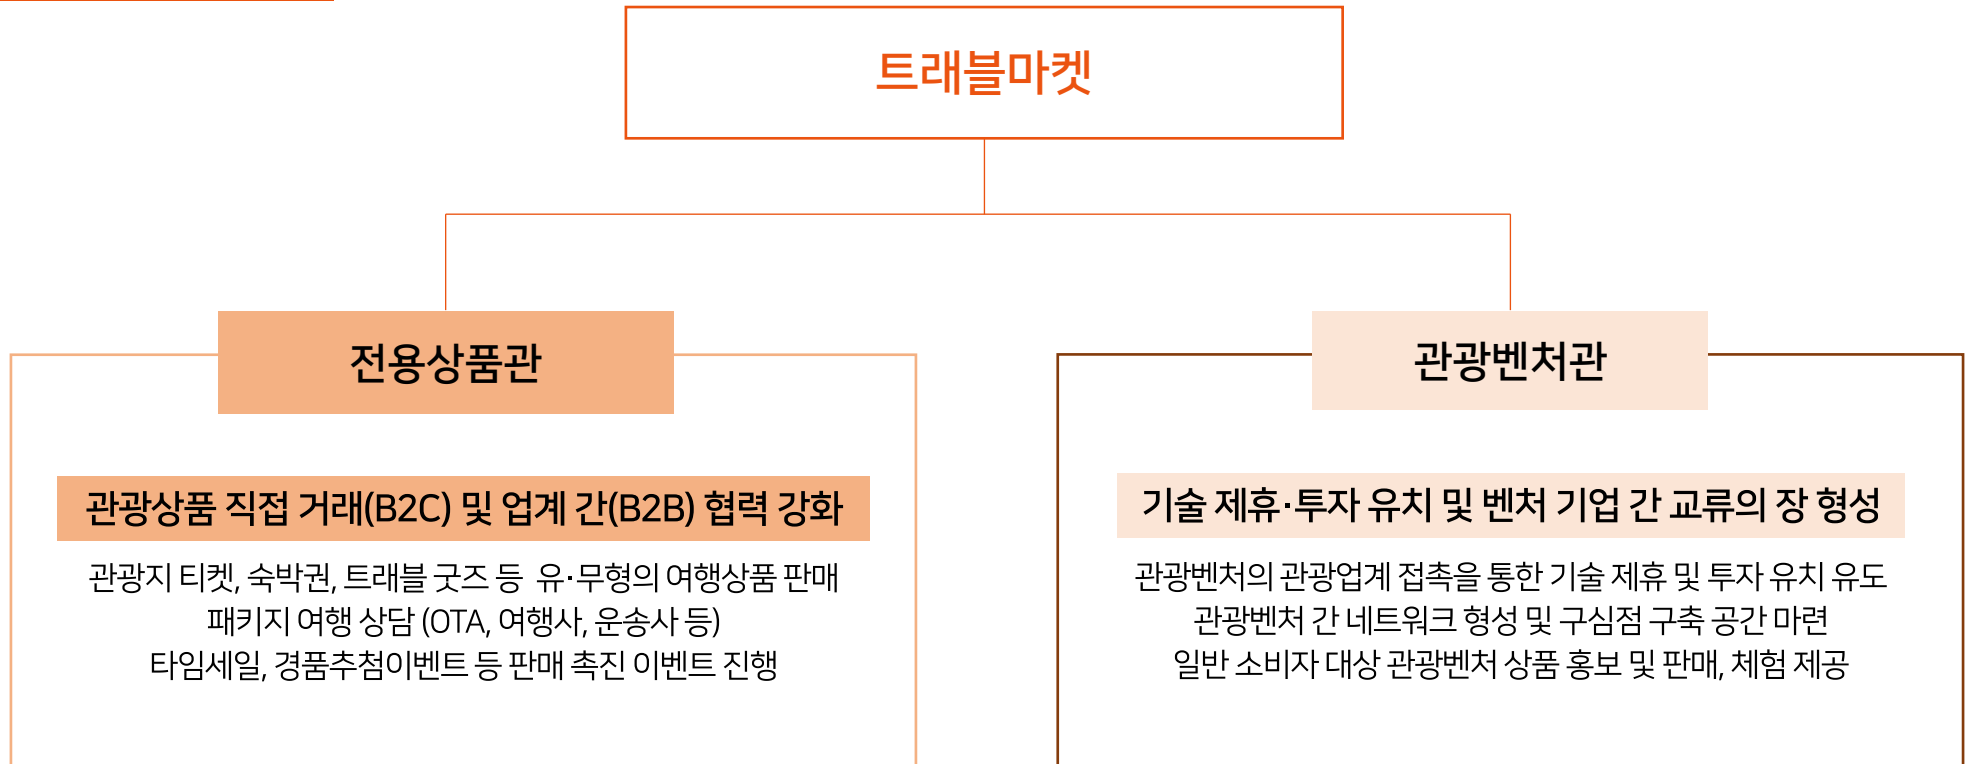 트래블마켓
전용상품관
관광상품 직접 거래(B2C) 및 업계 간(B2B) 협력 강화
관광지 티켓, 숙박권, 트래블 굿즈 등 유·무형의 여행상품 판매
패키지 여행 상담 (OTA, 여행사, 운송사 등)
타임세일, 경품추첨이벤트 등 판매 촉진 이벤트 진행
관광벤처관
기술 제휴·투자 유치 및 벤처 기업 간 교류의 장 형성
관광벤처의 관광업계 접촉을 통한 기술 제휴 및 투자 유치 유도
관광벤처 간 네트워크 형성 및 구심점 구축 공간 마련
일반 소비자 대상 관광벤처 상품 홍보 및 판매, 체험 제공